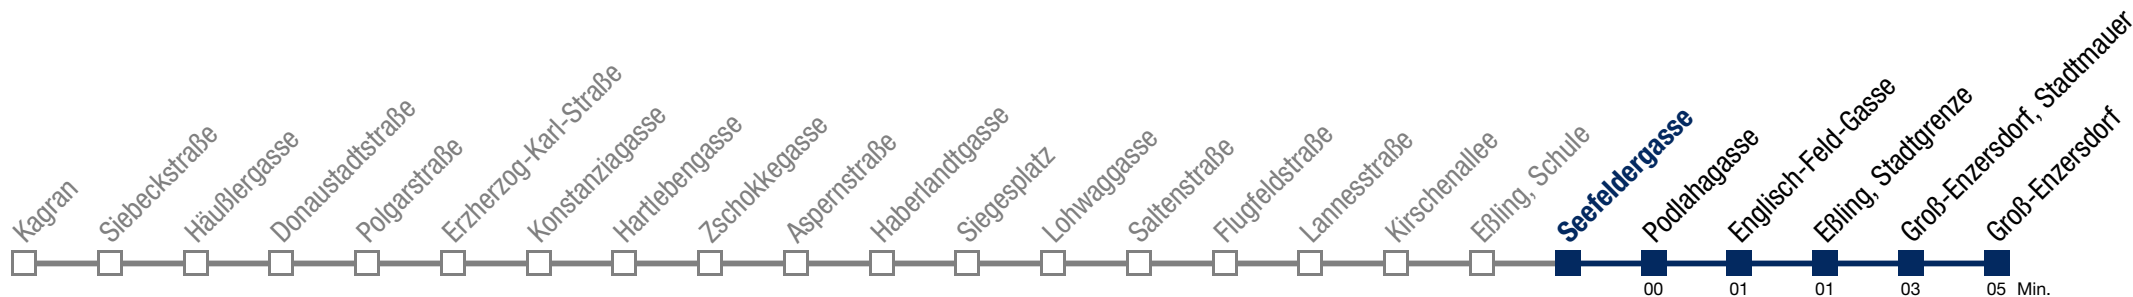 Kagran
Siebeckstraße
Häußlergasse
Donaustadtstraße
Polgarstraße
Erzherzog-Karl-Straße
Konstanziagasse
Hartlebengasse
Zschokkegasse
Aspernstraße
Haberlandtgasse
Siegesplatz
Lohwaggasse
Saltenstraße
Flugfeldstraße
Lannesstraße
Kirschenallee
Eßling, Schule
Seefeldergasse
Podlahagasse
Englisch-Feld-Gasse
Eßling, Stadtgrenze
Groß-Enzersdorf, Stadtmauer
Groß-Enzersdorf
00 01 01 03 05 Min.